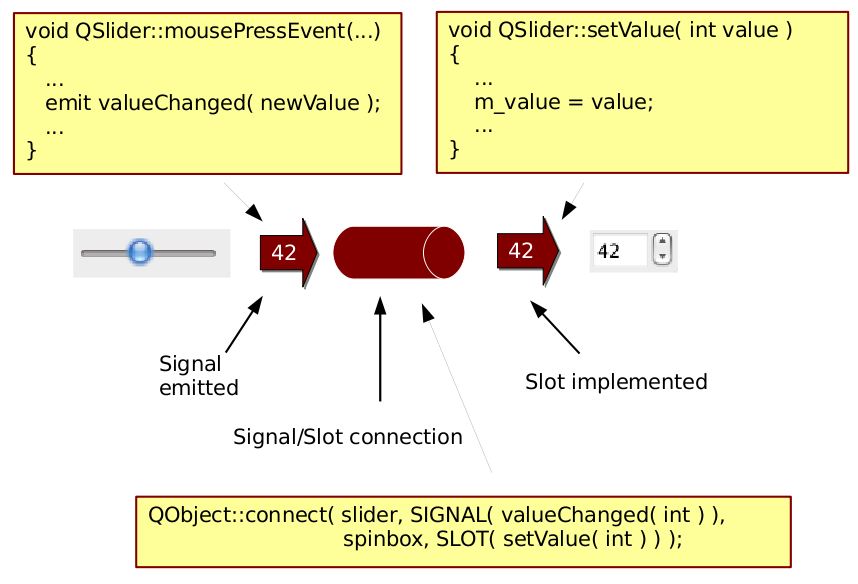 void QSlider::mousePressEvent(...)
{
...
emit valueChanged( newValue );
...
}
void QSlider::setValue( int value )
{
...
m_value = value;
...
}
42
42
42
Signal
emitted
Signal/Slot connection
Slot implemented
QObject::connect( slider, SIGNAL( valueChanged( int ) ),
spinbox, SLOT( setValue( int ) ) );